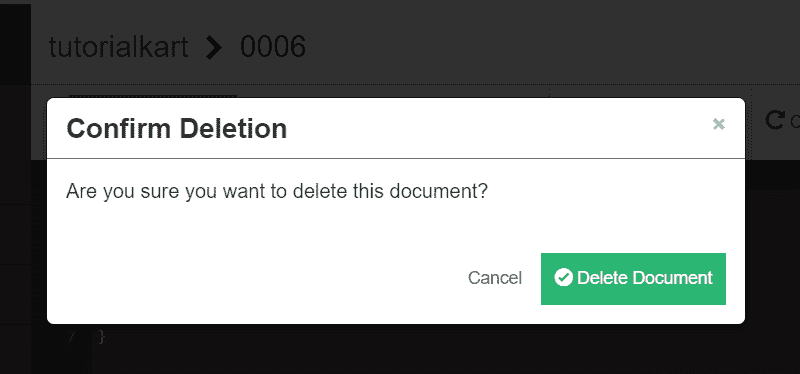 tutorialkart > 0006
Confirm Deletion
×
Are you sure you want to delete this document?
Cancel Delete Document
7 }